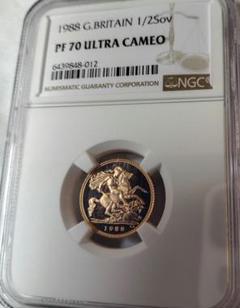 1988 G.BRITAIN 1/2Sov
PF 70 ULTRA CAMEO
6439848-012
NUMISMATIC GUARANTY CORPORATION
NGC
1988